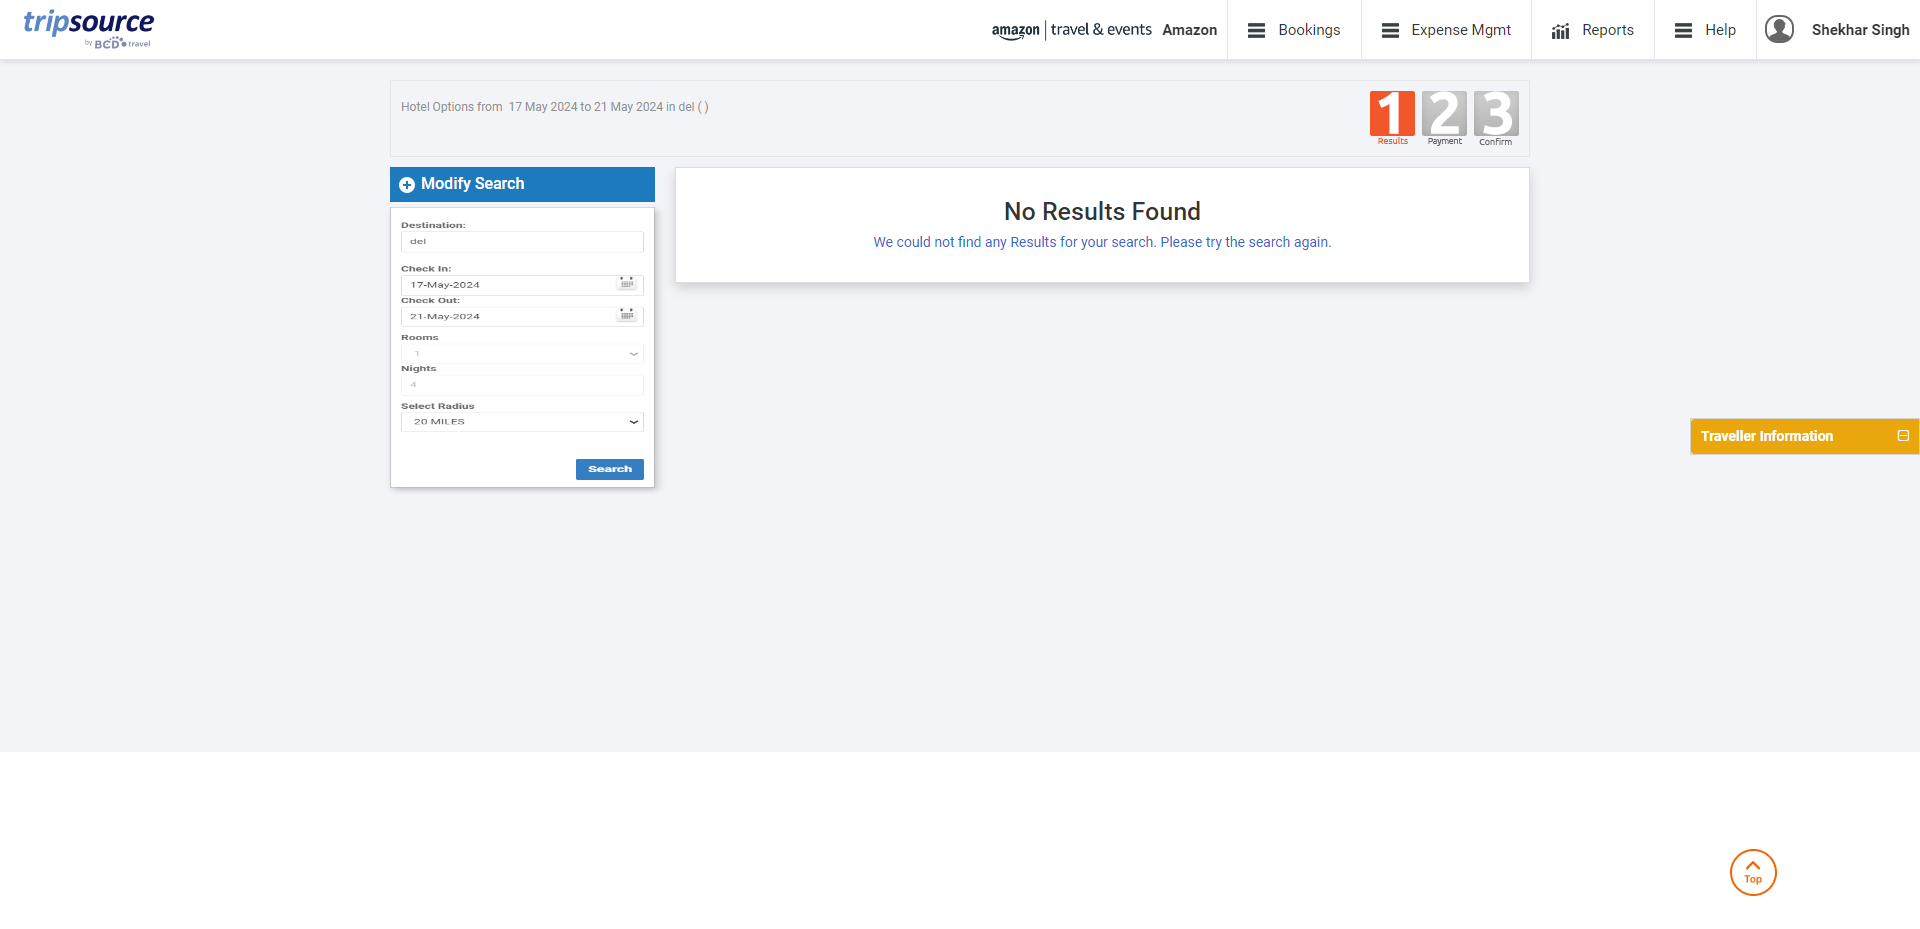 tripsource
by BCD travel
amazon | travel & events Amazon
Bookings
Expense Mgmt
Reports
Help
Shekhar Singh
Hotel Options from 17 May 2024 to 21 May 2024 in del ( )
1 2 3
Results Payment Confirm
Modify Search
Destination:
del
Check In:
17-May-2024
Check Out:
21-May-2024
Rooms
1
Nights
4
Select Radius
20 MILES
Search
No Results Found
We could not find any Results for your search. Please try the search again.
Traveller Information
Top